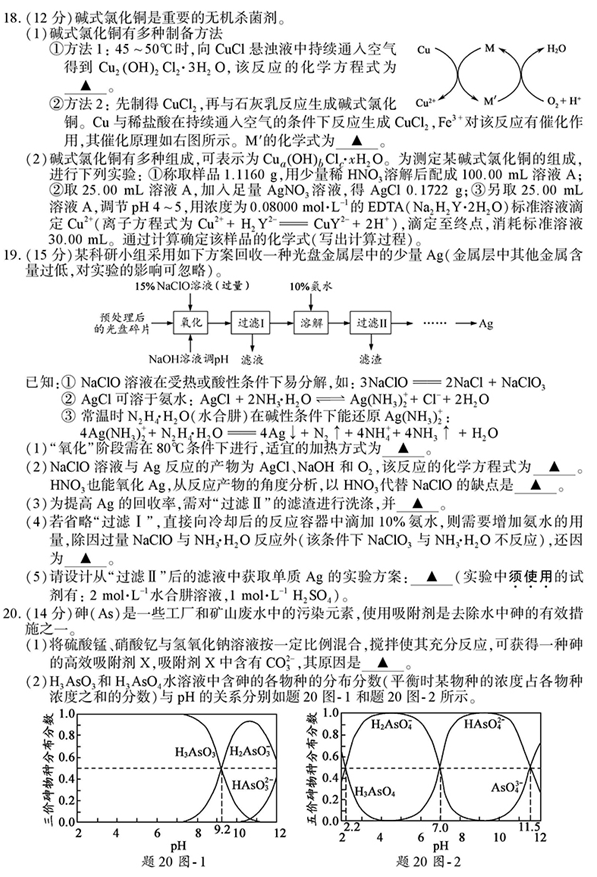 18.(12分)碱式氯化铜是重要的无机杀菌剂。
(1)碱式氯化铜有多种制备方法
①方法1: 45 ~50℃时,向CuCl悬浊液中持续通入空气
得到Cu₂(OH)₂Cl₂·3H₂O,该反应的化学方程式为
▲ 。
②方法2: 先制得CuCl₂,再与石灰乳反应生成碱式氯化
铜。Cu与稀盐酸在持续通入空气的条件下反应生成CuCl₂,Fe³⁺对该反应有催化作
用,其催化原理如右图所示。M′的化学式为 ▲ 。
Cu M H₂O
Cu²⁺ M′ O₂+H⁺
(2)碱式氯化铜有多种组成,可表示为Cuₐ(OH)_bCl_c·xH₂O。为测定某碱式氯化铜的组成,
进行下列实验: ①称取样品1.1160 g,用少量稀HNO₃溶解后配成100.00 mL溶液A;
②取25.00 mL溶液A,加入足量AgNO₃溶液,得AgCl 0.1722 g;③另取25.00 mL
溶液A,调节pH 4~5,用浓度为0.08000 mol·L⁻¹的EDTA(Na₂H₂Y·2H₂O)标准溶液滴
定Cu²⁺(离子方程式为Cu²⁺+H₂Y²⁻══CuY²⁻+2H⁺),滴定至终点,消耗标准溶液
30.00 mL。通过计算确定该样品的化学式(写出计算过程)。
19.(15分)某科研小组采用如下方案回收一种光盘金属层中的少量Ag(金属层中其他金属含
量过低,对实验的影响可忽略)。
15%NaClO溶液(过量) 10%氨水
预处理后
的光盘碎片 氧化 过滤Ⅰ 溶解 过滤Ⅱ …… Ag
NaOH溶液调pH 滤液 滤渣
已知:① NaClO溶液在受热或酸性条件下易分解,如: 3NaClO══2NaCl+NaClO₃
② AgCl可溶于氨水: AgCl+2NH₃·H₂O⇌Ag(NH₃)₂⁺+Cl⁻+2H₂O
③ 常温时N₂H₄·H₂O(水合肼)在碱性条件下能还原Ag(NH₃)₂⁺:
4Ag(NH₃)₂⁺+N₂H₄·H₂O══4Ag↓+N₂↑+4NH₄⁺+4NH₃↑+H₂O
(1)“氧化”阶段需在80℃条件下进行,适宜的加热方式为 ▲ 。
(2)NaClO溶液与Ag反应的产物为AgCl、NaOH和O₂,该反应的化学方程式为 ▲ 。
HNO₃也能氧化Ag,从反应产物的角度分析,以HNO₃代替NaClO的缺点是 ▲ 。
(3)为提高Ag的回收率,需对“过滤Ⅱ”的滤渣进行洗涤,并 ▲ 。
(4)若省略“过滤Ⅰ”,直接向冷却后的反应容器中滴加10%氨水,则需要增加氨水的用
量,除因过量NaClO与NH₃·H₂O反应外(该条件下NaClO₃与NH₃·H₂O不反应),还因
为 ▲ 。
(5)请设计从“过滤Ⅱ”后的滤液中获取单质Ag的实验方案: ▲ (实验中须使用的试
剂有: 2 mol·L⁻¹水合肼溶液,1 mol·L⁻¹ H₂SO₄)。
20.(14分)砷(As)是一些工厂和矿山废水中的污染元素,使用吸附剂是去除水中砷的有效措
施之一。
(1)将硫酸锰、硝酸钇与氢氧化钠溶液按一定比例混合,搅拌使其充分反应,可获得一种砷
的高效吸附剂X,吸附剂X中含有CO₃²⁻,其原因是 ▲ 。
(2)H₃AsO₃和H₃AsO₄水溶液中含砷的各物种的分布分数(平衡时某物种的浓度占各物种
浓度之和的分数)与pH的关系分别如题20图-1和题20图-2所示。
三价砷物种分布分数
1.0
0.8
0.6
0.4
0.2
0.0
H₃AsO₃ H₂AsO₃⁻
HAsO₃²⁻
2 4 6 8 9.2 10 12
pH
题20图-1
五价砷物种分布分数
1.0
0.8
0.6
0.4
0.2
0.0
H₂AsO₄⁻ HAsO₄²⁻
H₃AsO₄ AsO₄³⁻
2.2 7.0 11.5
2 4 6 8 10 12
pH
题20图-2